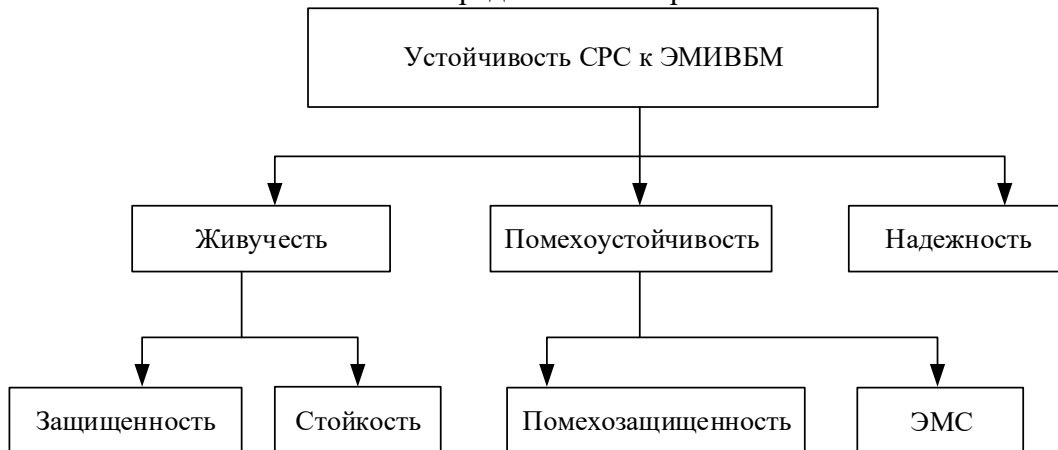 Устойчивость СРС к ЭМИВБМ
Живучесть
Помехоустойчивость
Надежность
Защищенность
Стойкость
Помехозащищенность
ЭМС